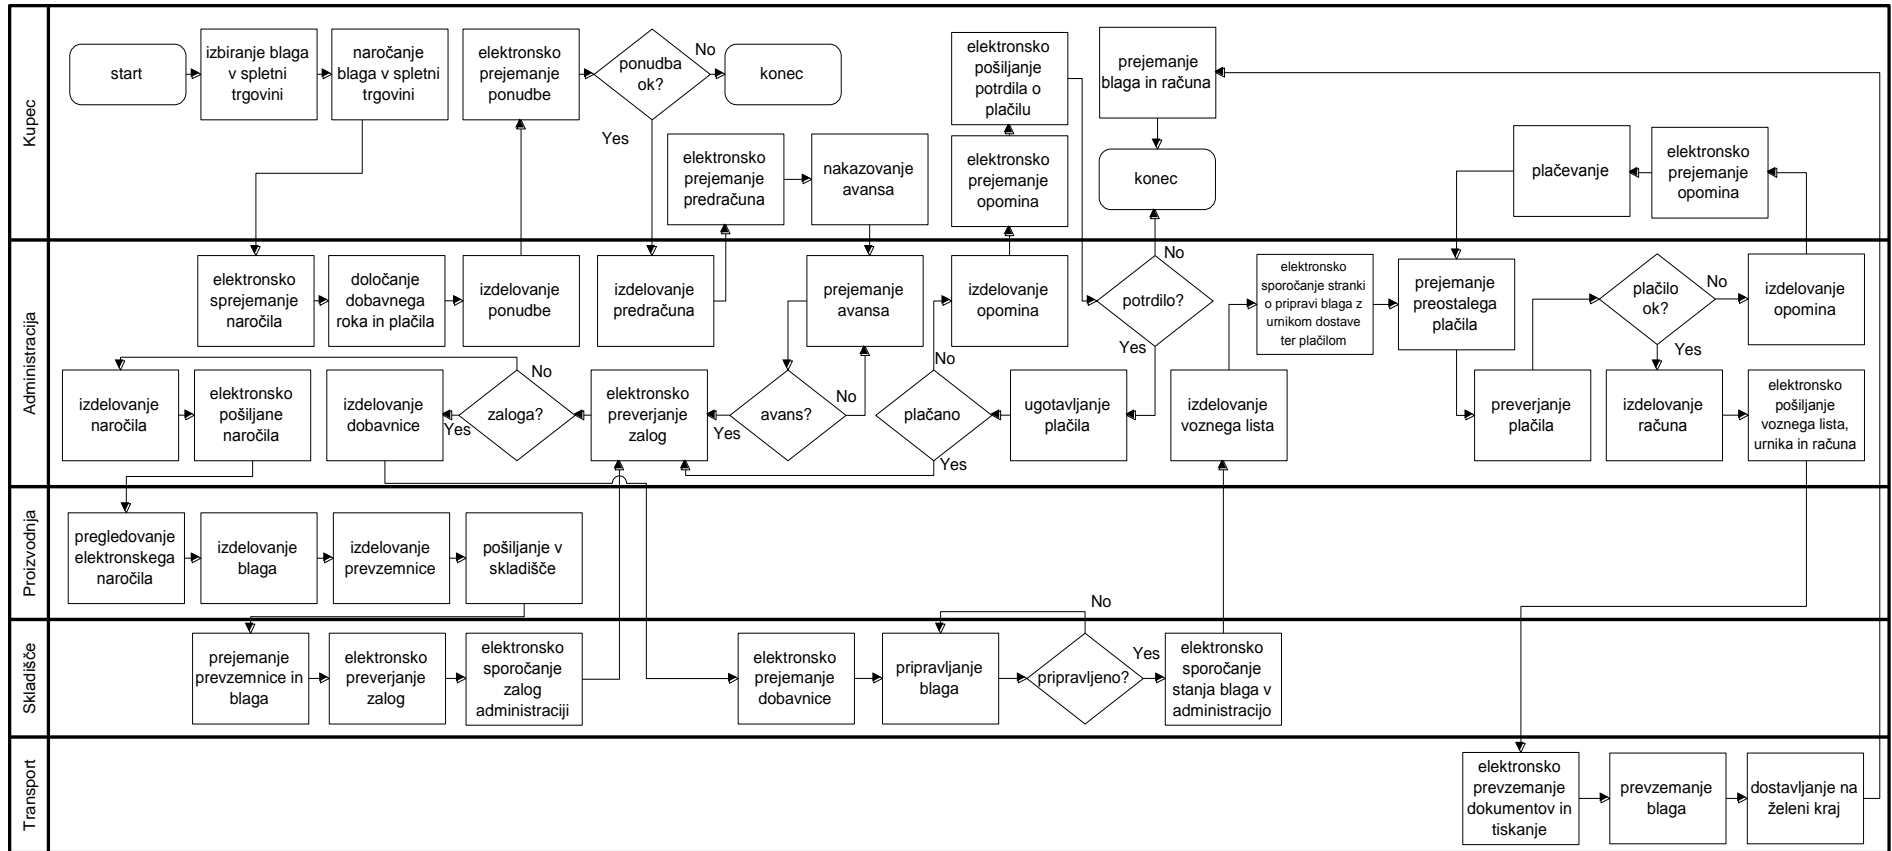 Kupec
start
izbiranje blaga
v spletni
trgovini
naročanje
blaga v spletni
trgovini
elektronsko
prejemanje
ponudbe
ponudba
ok?
No
Yes
konec
elektronsko
prejemanje
predračuna
nakazovanje
avansa
elektronsko
pošiljanje
potrdila o
plačilu
elektronsko
prejemanje
opomina
prejemanje
blaga in računa
konec
plačevanje
elektronsko
prejemanje
opomina
Administracija
elektronsko
sprejemanje
naročila
določanje
dobavnega
roka in plačila
izdelovanje
ponudbe
izdelovanje
predračuna
prejemanje
avansa
izdelovanje
opomina
potrdilo?
No
Yes
elektronsko
sporočanje stranki
o pripravi blaga z
urnikom dostave
ter plačilom
prejemanje
preostalega
plačila
plačilo
ok?
No
Yes
izdelovanje
opomina
izdelovanje
naročila
elektronsko
pošiljane
naročila
izdelovanje
dobavnice
zaloga?
No
Yes
elektronsko
preverjanje
zalog
avans?
No
Yes
plačano
No
Yes
ugotavljanje
plačila
izdelovanje
voznega lista
preverjanje
plačila
izdelovanje
računa
elektronsko
pošiljanje
voznega lista,
urnika in računa
Proizvodnja
pregledovanje
elektronskega
naročila
izdelovanje
blaga
izdelovanje
prevzemnice
pošiljanje v
skladišče
Skladišče
prejemanje
prevzemnice in
blaga
elektronsko
preverjanje
zalog
elektronsko
sporočanje
zalog
administraciji
elektronsko
prejemanje
dobavnice
pripravljanje
blaga
pripravljeno?
No
Yes
elektronsko
sporočanje
stanja blaga v
administracijo
Transport
elektronsko
prevzemanje
dokumentov in
tiskanje
prevzemanje
blaga
dostavljanje na
želeni kraj